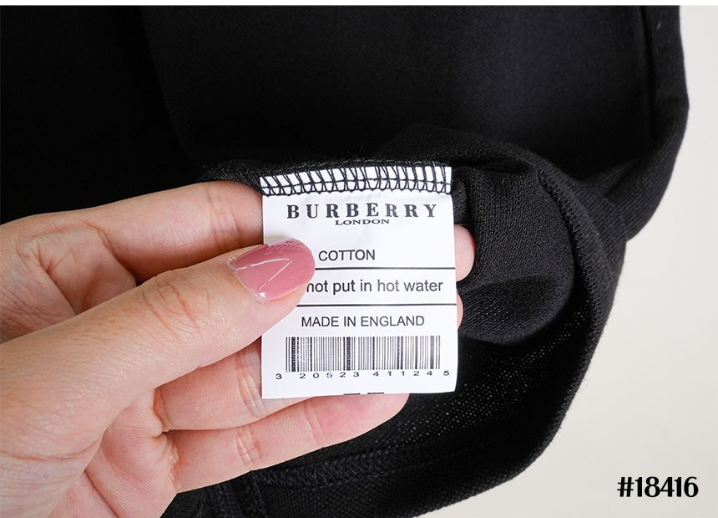 BURBERRY
LONDON
COTTON
not put in hot water
MADE IN ENGLAND
3 20523 411245
#18416